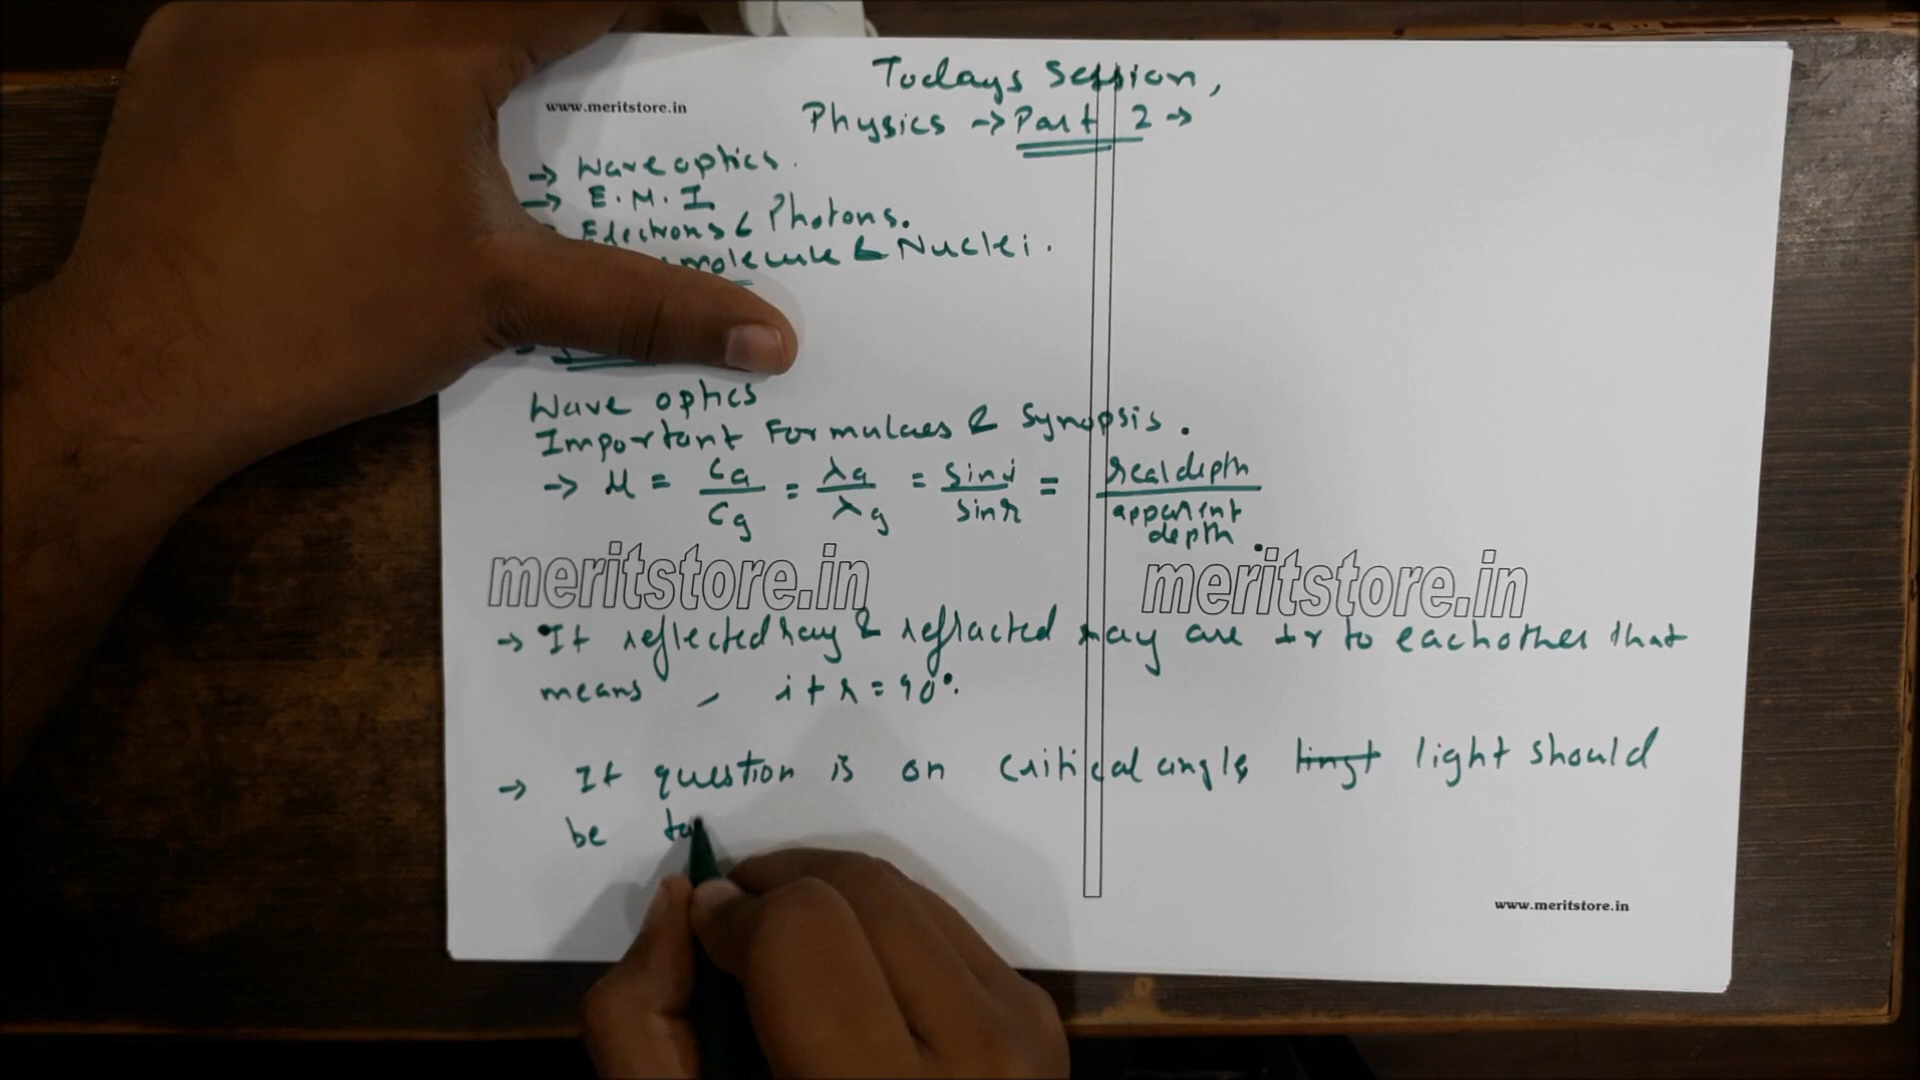 Todays Session,
www.meritstore.in
Physics → Part 2 →
→ Wave optics.
→ E.M.I
Electrons & Photons.
molecule & Nuclei.
Wave optics
Important Formulaes & Synopsis.
→ μ = Ca/Cg = λa/λg = sin i/sin r = real depth/apparent depth.
meritstore.in meritstore.in
→ If reflected ray & refracted ray are ⊥r to eachother that
means , i + r = 90°.
→ If question is on critical angle, light should
be
www.meritstore.in